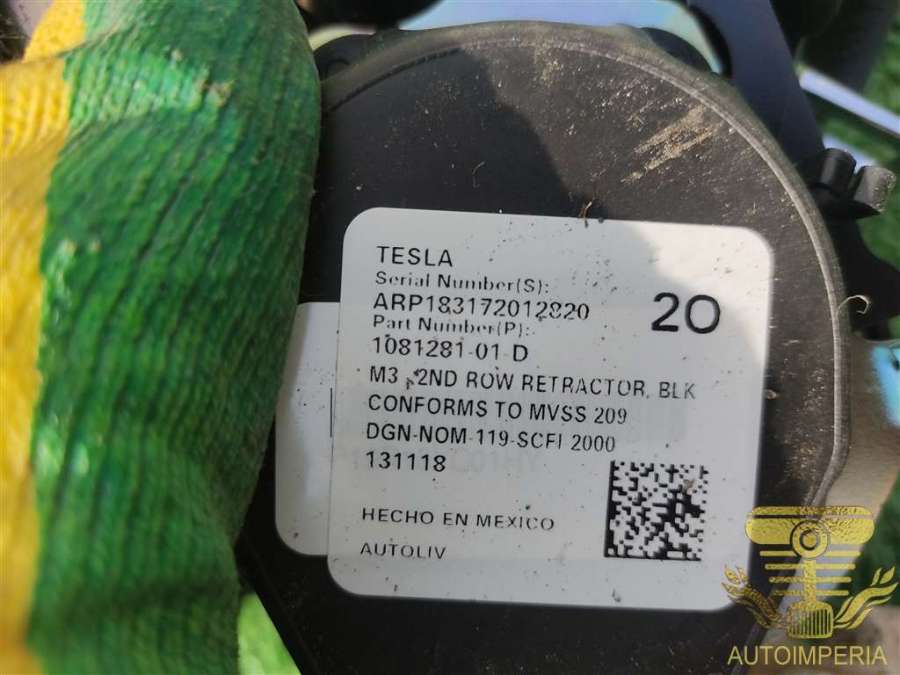 TESLA
Serial Number(S):
ARP183172012820
20
Part Number(P):
1081281-01-D
M3, 2ND ROW RETRACTOR, BLK
CONFORMS TO MVSS 209
DGN-NOM-119-SCFI 2000
131118
HECHO EN MEXICO
AUTOLIV
AUTOIMPERIA